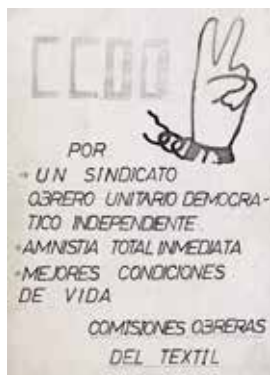 CCOO
POR
- UN SINDICATO
OBRERO UNITARIO DEMOCRA-
TICO INDEPENDIENTE.
- AMNISTIA TOTAL INMEDIATA
- MEJORES CONDICIONES
DE VIDA
COMISIONES OBRERAS
DEL TEXTIL